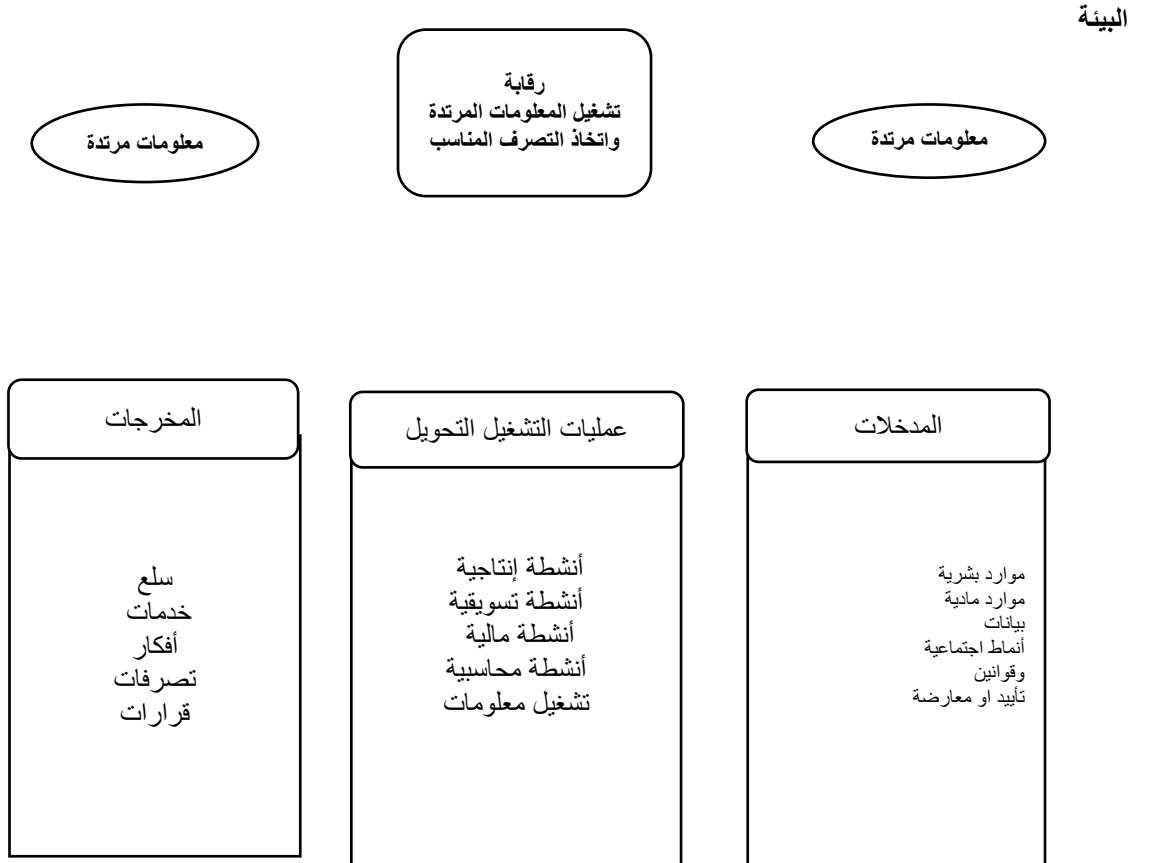 البيئة
رقابة
تشغيل المعلومات المرتدة
واتخاذ التصرف المناسب
معلومات مرتدة
معلومات مرتدة
المدخلات
موارد بشرية
موارد مادية
بيانات
أنماط اجتماعية
وقوانين
تأييد او معارضة
عمليات التشغيل التحويل
أنشطة إنتاجية
أنشطة تسويقية
أنشطة مالية
أنشطة محاسبية
تشغيل معلومات
المخرجات
سلع
خدمات
أفكار
تصرفات
قرارات